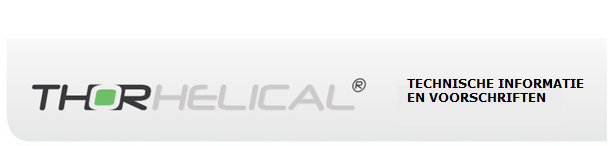 THORHELICAL®
TECHNISCHE INFORMATIE
EN VOORSCHRIFTEN